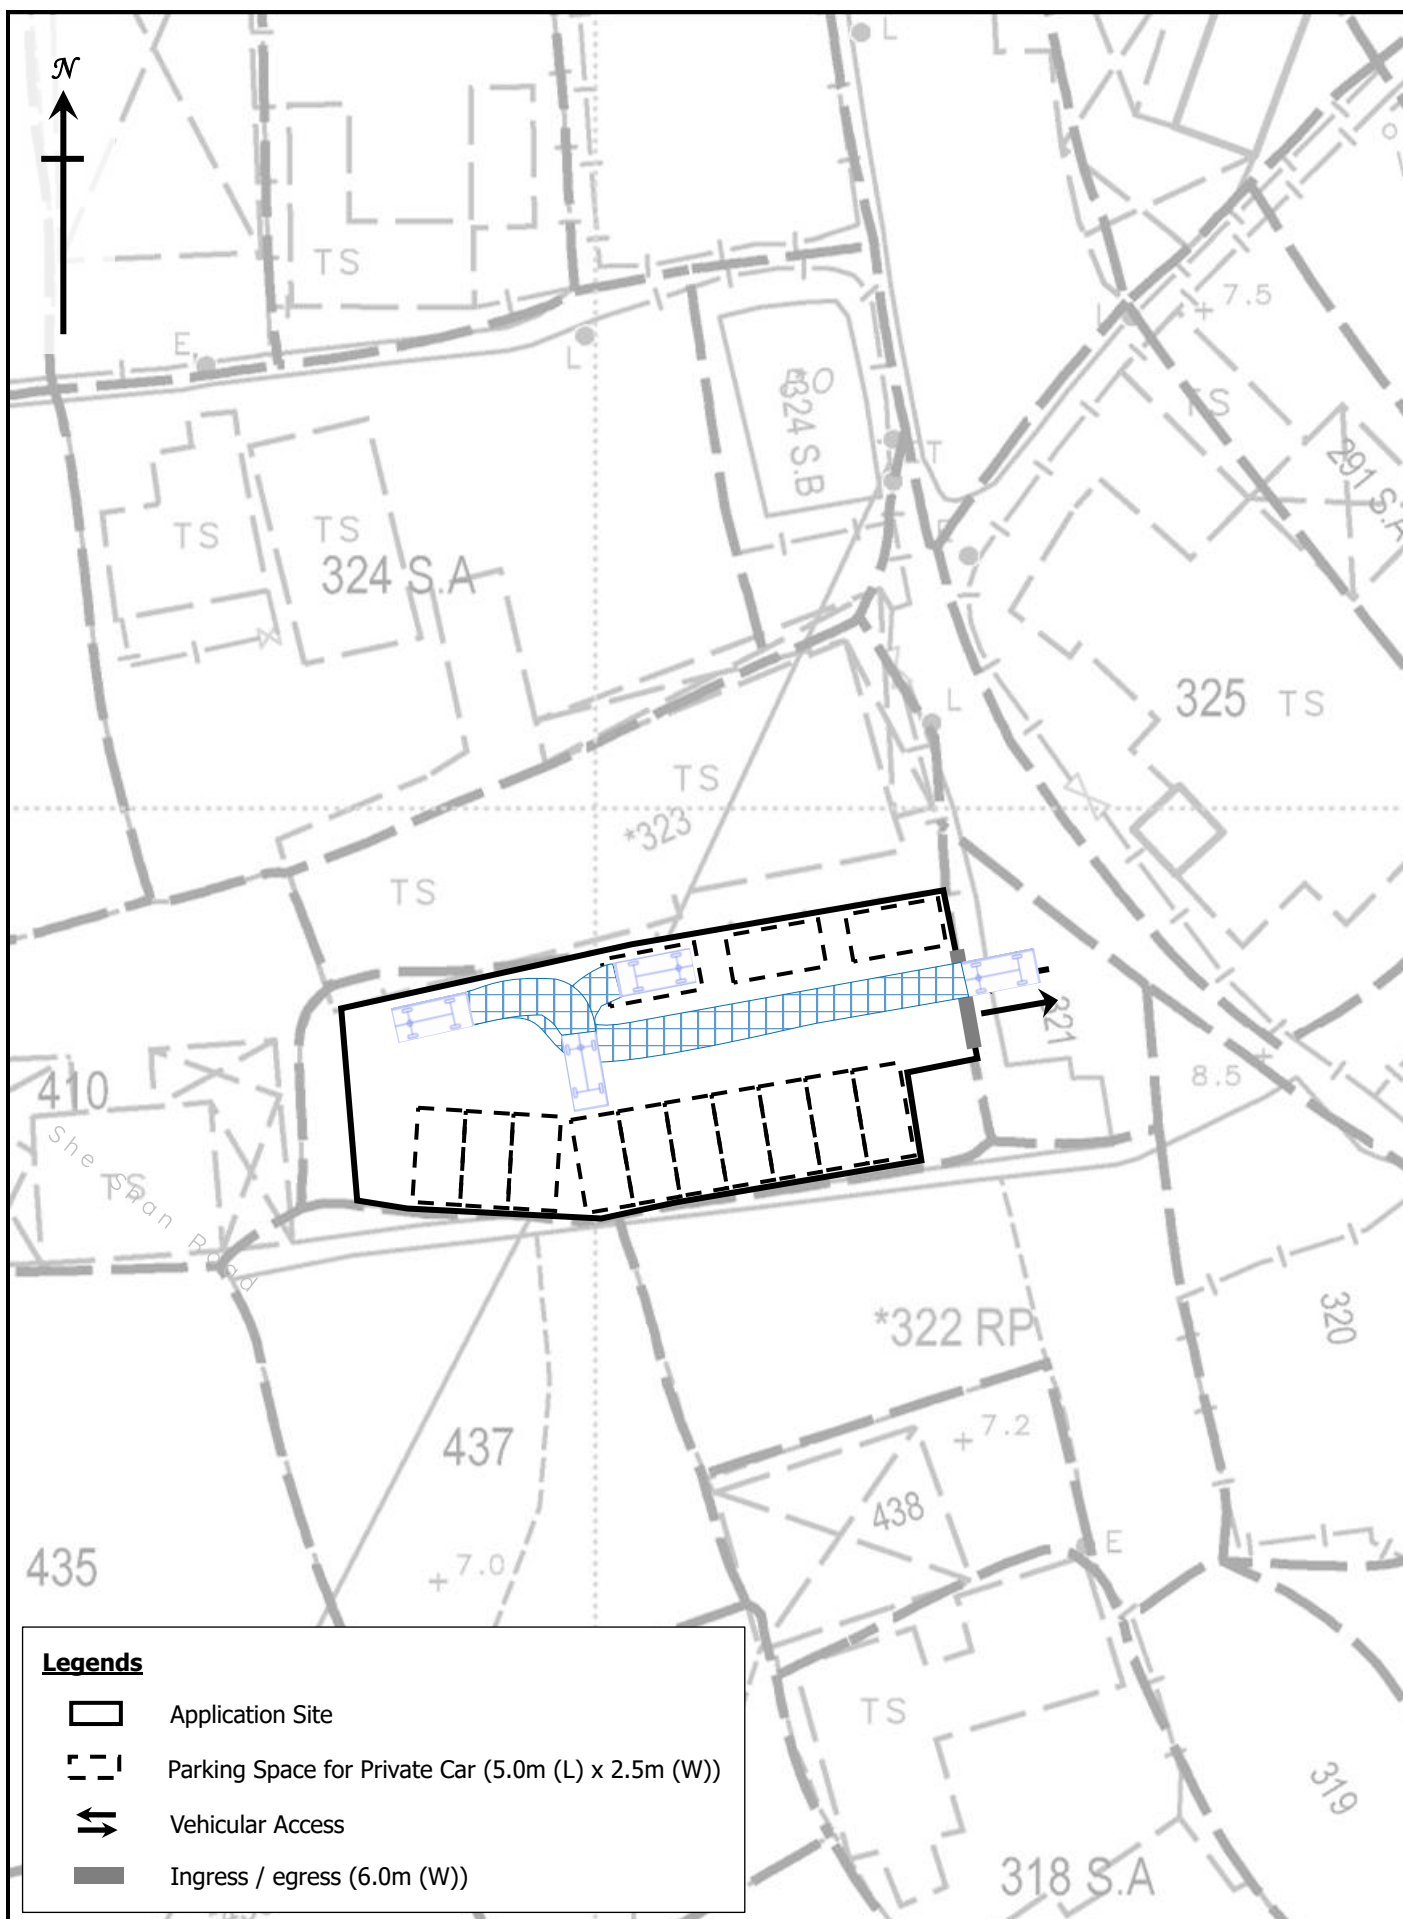 N
L
TS
E
L
7.5
TS
324 S.B
T
291 S.A
TS
TS
324 S.A
325 TS
L
TS
*323
TS
321
8.5
410
TS
She Shan Road
320
*322 RP
7.2
437
438
E
435
7.0
TS
319
318 S.A
Legends
Application Site
Parking Space for Private Car (5.0m (L) x 2.5m (W))
Vehicular Access
Ingress / egress (6.0m (W))